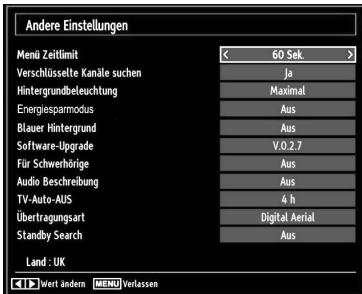 Andere Einstellungen
Menü Zeitlimit < 60 Sek. >
Verschlüsselte Kanäle suchen Ja
Hintergrundbeleuchtung Maximal
Energiesparmodus Aus
Blauer Hintergrund Aus
Software-Upgrade V.0.2.7
Für Schwerhörige Aus
Audio Beschreibung Aus
TV-Auto-AUS 4 h
Übertragungsart Digital Aerial
Standby Search Aus
Land : UK
Wert ändern MENU Verlassen